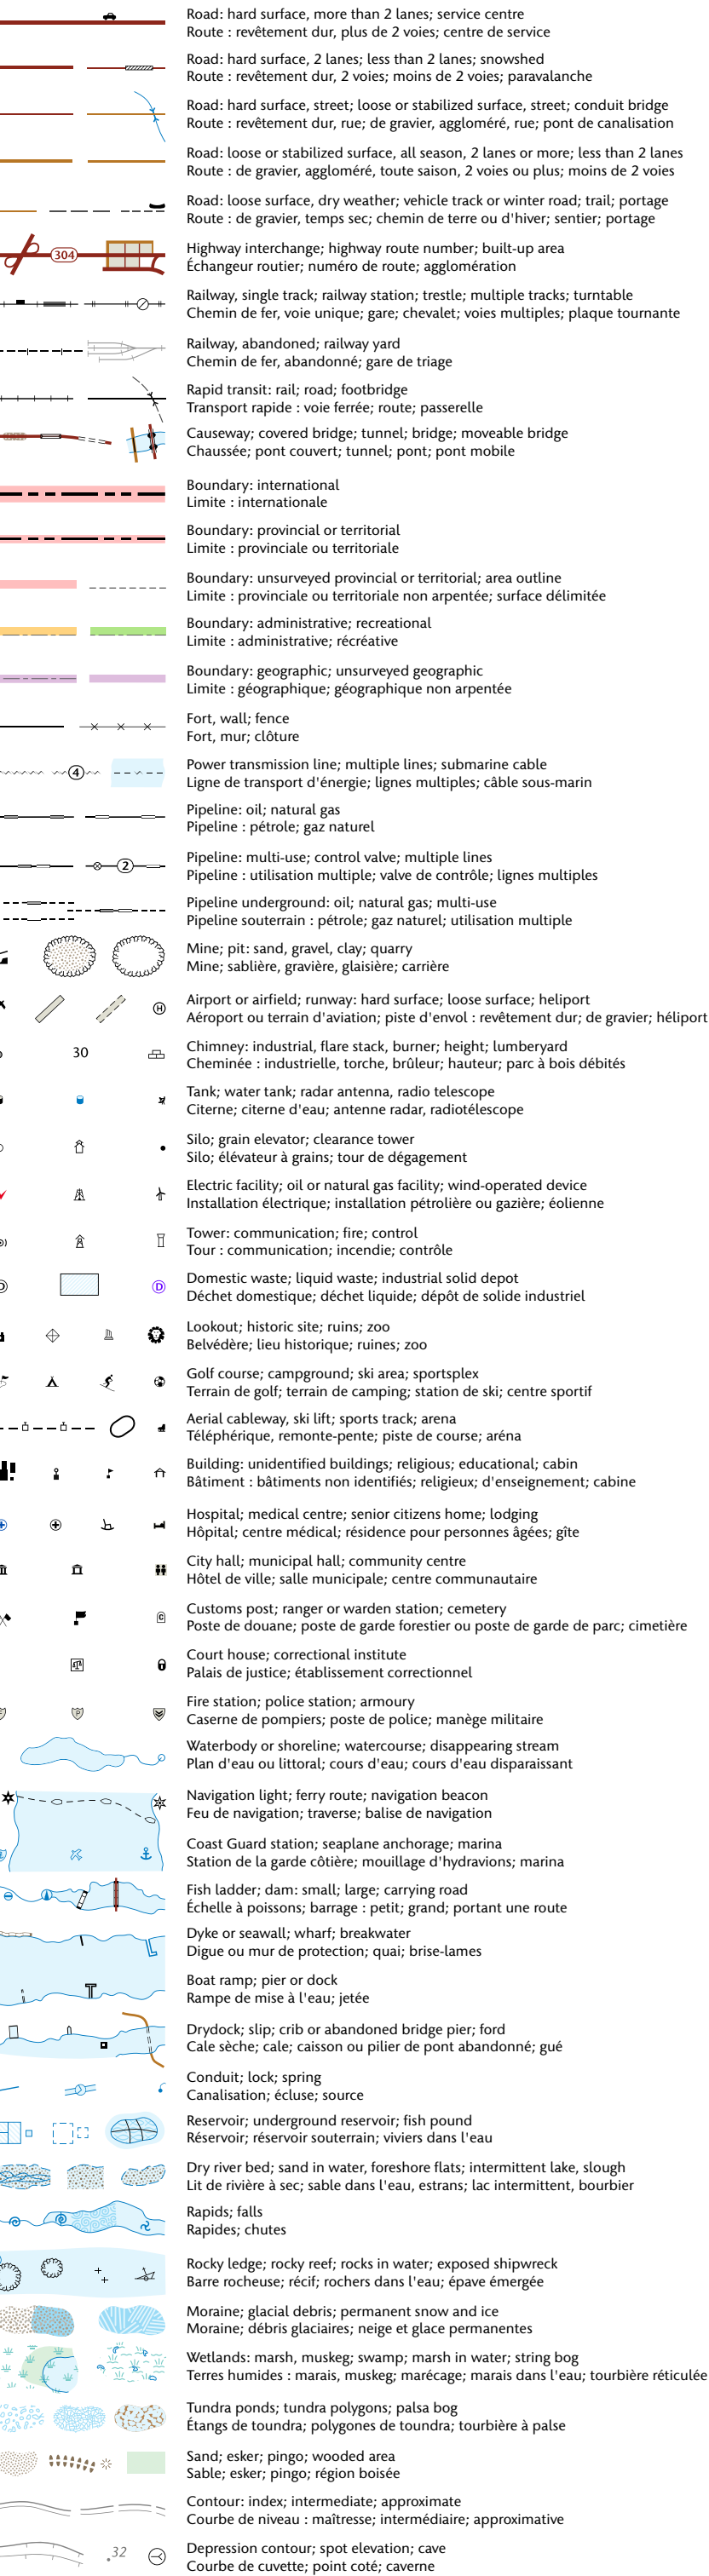 Road: hard surface, more than 2 lanes; service centre
Route : revêtement dur, plus de 2 voies; centre de service
Road: hard surface, 2 lanes; less than 2 lanes; snowshed
Route : revêtement dur, 2 voies; moins de 2 voies; paravalanche
Road: hard surface, street; loose or stabilized surface, street; conduit bridge
Route : revêtement dur, rue; de gravier, aggloméré, rue; pont de canalisation
Road: loose or stabilized surface, all season, 2 lanes or more; less than 2 lanes
Route : de gravier, aggloméré, toute saison, 2 voies ou plus; moins de 2 voies
Road: loose surface, dry weather; vehicle track or winter road; trail; portage
Route : de gravier, temps sec; chemin de terre ou d'hiver; sentier; portage
304
Highway interchange; highway route number; built-up area
Échangeur routier; numéro de route; agglomération
Railway, single track; railway station; trestle; multiple tracks; turntable
Chemin de fer, voie unique; gare; chevalet; voies multiples; plaque tournante
Railway, abandoned; railway yard
Chemin de fer, abandonné; gare de triage
Rapid transit: rail; road; footbridge
Transport rapide : voie ferrée; route; passerelle
Causeway; covered bridge; tunnel; bridge; moveable bridge
Chaussée; pont couvert; tunnel; pont; pont mobile
Boundary: international
Limite : internationale
Boundary: provincial or territorial
Limite : provinciale ou territoriale
Boundary: unsurveyed provincial or territorial; area outline
Limite : provinciale ou territoriale non arpentée; surface délimitée
Boundary: administrative; recreational
Limite : administrative; récréative
Boundary: geographic; unsurveyed geographic
Limite : géographique; géographique non arpentée
Fort, wall; fence
Fort, mur; clôture
4
Power transmission line; multiple lines; submarine cable
Ligne de transport d'énergie; lignes multiples; câble sous-marin
Pipeline: oil; natural gas
Pipeline : pétrole; gaz naturel
2
Pipeline: multi-use; control valve; multiple lines
Pipeline : utilisation multiple; valve de contrôle; lignes multiples
Pipeline underground: oil; natural gas; multi-use
Pipeline souterrain : pétrole; gaz naturel; utilisation multiple
Mine; pit: sand, gravel, clay; quarry
Mine; sablière, gravière, glaisière; carrière
H
Airport or airfield; runway: hard surface; loose surface; heliport
Aéroport ou terrain d'aviation; piste d'envol : revêtement dur; de gravier; héliport
30
Chimney: industrial, flare stack, burner; height; lumberyard
Cheminée : industrielle, torche, brûleur; hauteur; parc à bois débités
Tank; water tank; radar antenna, radio telescope
Citerne; citerne d'eau; antenne radar, radiotélescope
Silo; grain elevator; clearance tower
Silo; élévateur à grains; tour de dégagement
Electric facility; oil or natural gas facility; wind-operated device
Installation électrique; installation pétrolière ou gazière; éolienne
Tower: communication; fire; control
Tour : communication; incendie; contrôle
D D
Domestic waste; liquid waste; industrial solid depot
Déchet domestique; déchet liquide; dépôt de solide industriel
Lookout; historic site; ruins; zoo
Belvédère; lieu historique; ruines; zoo
Golf course; campground; ski area; sportsplex
Terrain de golf; terrain de camping; station de ski; centre sportif
Aerial cableway, ski lift; sports track; arena
Téléphérique, remonte-pente; piste de course; aréna
Building: unidentified buildings; religious; educational; cabin
Bâtiment : bâtiments non identifiés; religieux; d'enseignement; cabine
Hospital; medical centre; senior citizens home; lodging
Hôpital; centre médical; résidence pour personnes âgées; gîte
City hall; municipal hall; community centre
Hôtel de ville; salle municipale; centre communautaire
C
Customs post; ranger or warden station; cemetery
Poste de douane; poste de garde forestier ou poste de garde de parc; cimetière
Court house; correctional institute
Palais de justice; établissement correctionnel
F P
Fire station; police station; armoury
Caserne de pompiers; poste de police; manège militaire
Waterbody or shoreline; watercourse; disappearing stream
Plan d'eau ou littoral; cours d'eau; cours d'eau disparaissant
Navigation light; ferry route; navigation beacon
Feu de navigation; traverse; balise de navigation
Coast Guard station; seaplane anchorage; marina
Station de la garde côtière; mouillage d'hydravions; marina
Fish ladder; dam: small; large; carrying road
Échelle à poissons; barrage : petit; grand; portant une route
Dyke or seawall; wharf; breakwater
Digue ou mur de protection; quai; brise-lames
Boat ramp; pier or dock
Rampe de mise à l'eau; jetée
Drydock; slip; crib or abandoned bridge pier; ford
Cale sèche; cale; caisson ou pilier de pont abandonné; gué
Conduit; lock; spring
Canalisation; écluse; source
Reservoir; underground reservoir; fish pound
Réservoir; réservoir souterrain; viviers dans l'eau
Dry river bed; sand in water, foreshore flats; intermittent lake, slough
Lit de rivière à sec; sable dans l'eau, estrans; lac intermittent, bourbier
Rapids; falls
Rapides; chutes
Rocky ledge; rocky reef; rocks in water; exposed shipwreck
Barre rocheuse; récif; rochers dans l'eau; épave émergée
Moraine; glacial debris; permanent snow and ice
Moraine; débris glaciaires; neige et glace permanentes
Wetlands: marsh, muskeg; swamp; marsh in water; string bog
Terres humides : marais, muskeg; marécage; marais dans l'eau; tourbière réticulée
Tundra ponds; tundra polygons; palsa bog
Étangs de toundra; polygones de toundra; tourbière à palse
Sand; esker; pingo; wooded area
Sable; esker; pingo; région boisée
Contour: index; intermediate; approximate
Courbe de niveau : maîtresse; intermédiaire; approximative
32
Depression contour; spot elevation; cave
Courbe de cuvette; point coté; caverne